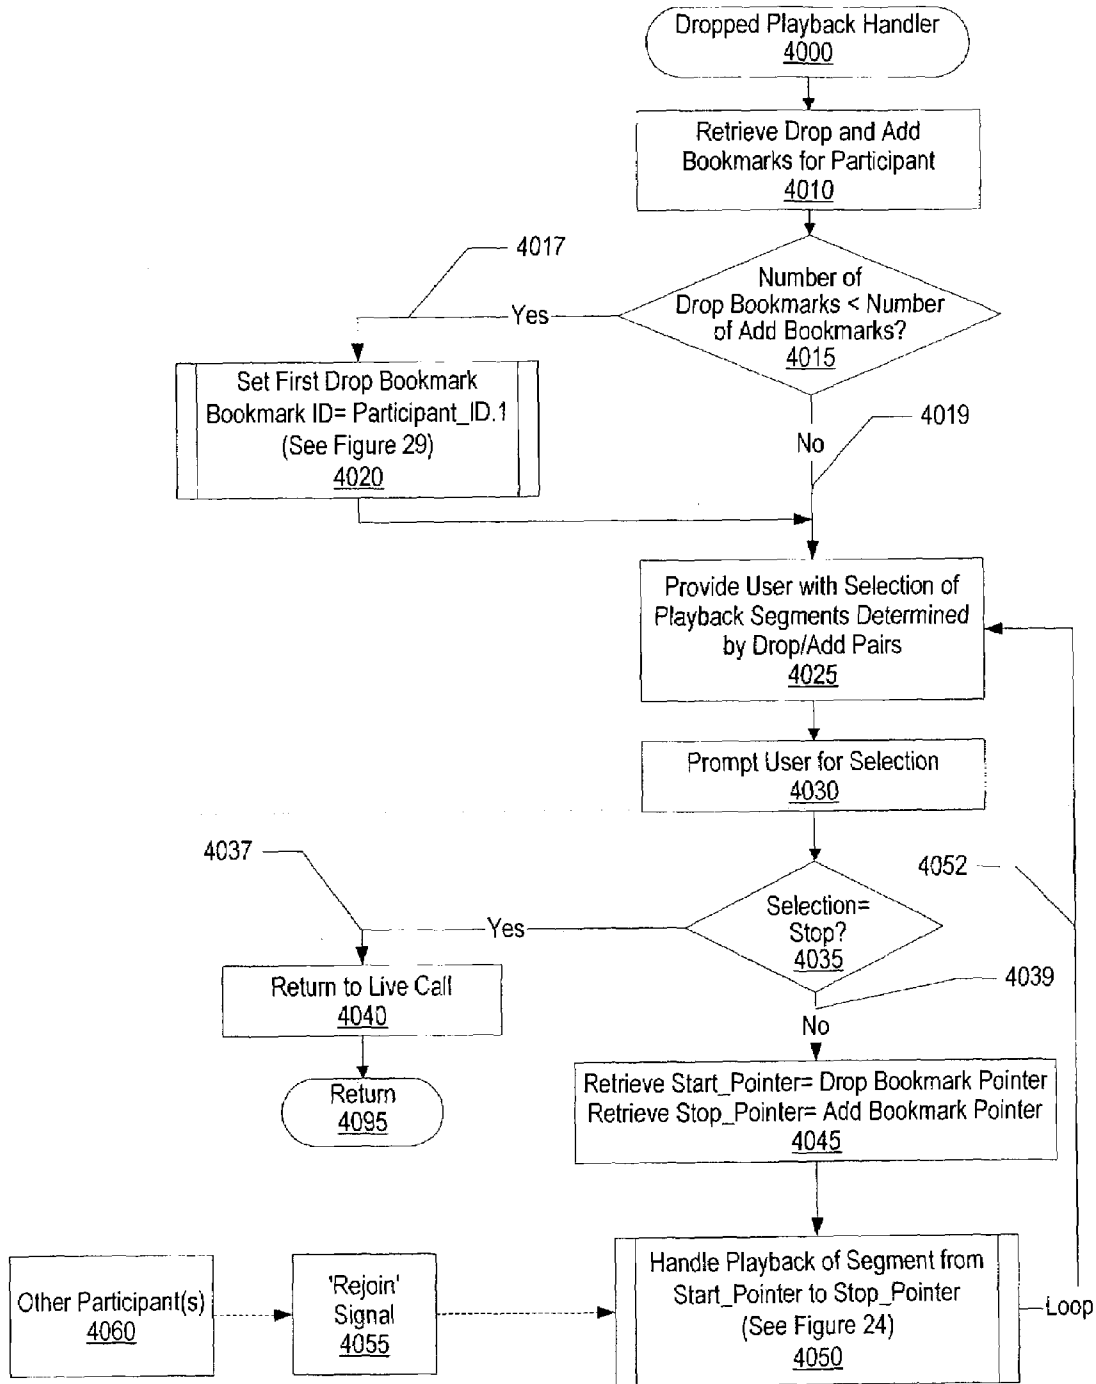 Dropped Playback Handler
4000
Retrieve Drop and Add
Bookmarks for Participant
4010
4017
Number of
Drop Bookmarks < Number
of Add Bookmarks?
4015
Yes
Set First Drop Bookmark
Bookmark ID= Participant_ID.1
(See Figure 29)
4020
4019
No
Provide User with Selection of
Playback Segments Determined
by Drop/Add Pairs
4025
Prompt User for Selection
4030
4037
4052
Selection=
Stop?
4035
Yes
Return to Live Call
4040
4039
No
Return
4095
Retrieve Start_Pointer= Drop Bookmark Pointer
Retrieve Stop_Pointer= Add Bookmark Pointer
4045
Other Participant(s)
4060
'Rejoin'
Signal
4055
Handle Playback of Segment from
Start_Pointer to Stop_Pointer
(See Figure 24)
4050
Loop